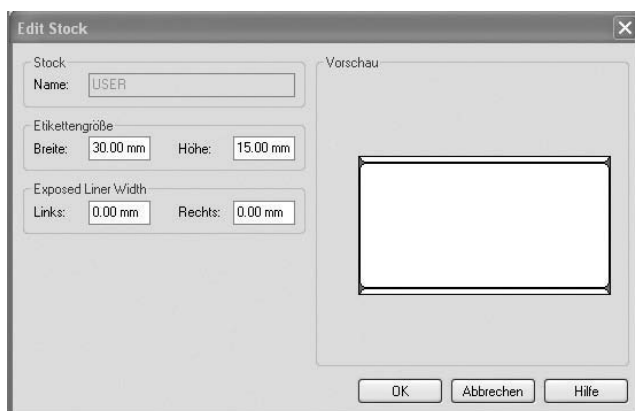 Edit Stock
Stock
Name: USER
Etikettengröße
Breite: 30.00 mm Höhe: 15.00 mm
Exposed Liner Width
Links: 0.00 mm Rechts: 0.00 mm
Vorschau
OK Abbrechen Hilfe